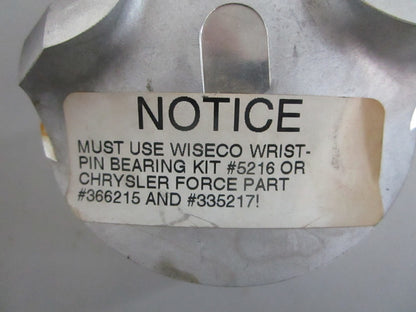 NOTICE
MUST USE WISECO WRIST-
PIN BEARING KIT #5216 OR
CHRYSLER FORCE PART
#366215 AND #335217!